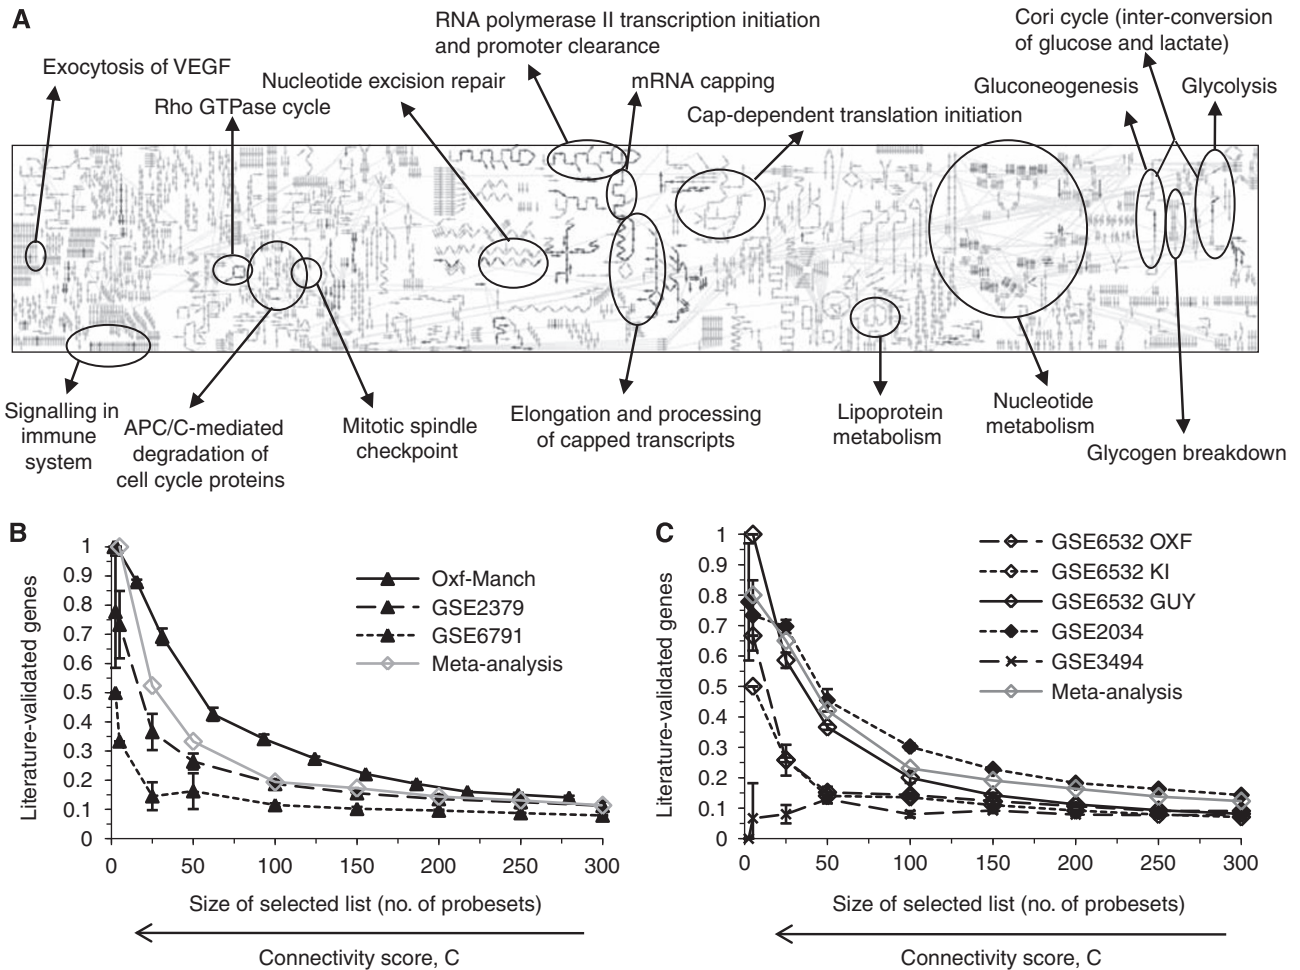 A
RNA polymerase II transcription initiation
and promoter clearance
Cori cycle (inter-conversion
of glucose and lactate)
Exocytosis of VEGF
Nucleotide excision repair
mRNA capping
Gluconeogenesis
Glycolysis
Rho GTPase cycle
Cap-dependent translation initiation
Signalling in
immune
system
APC/C-mediated
degradation of
cell cycle proteins
Mitotic spindle
checkpoint
Elongation and processing
of capped transcripts
Lipoprotein
metabolism
Nucleotide
metabolism
Glycogen breakdown
B
Literature-validated genes
1
0.9
0.8
0.7
0.6
0.5
0.4
0.3
0.2
0.1
0
0 50 100 150 200 250 300
Oxf-Manch
GSE2379
GSE6791
Meta-analysis
Size of selected list (no. of probesets)
Connectivity score, C
C
Literature-validated genes
1
0.9
0.8
0.7
0.6
0.5
0.4
0.3
0.2
0.1
0
0 50 100 150 200 250 300
GSE6532 OXF
GSE6532 KI
GSE6532 GUY
GSE2034
GSE3494
Meta-analysis
Size of selected list (no. of probesets)
Connectivity score, C